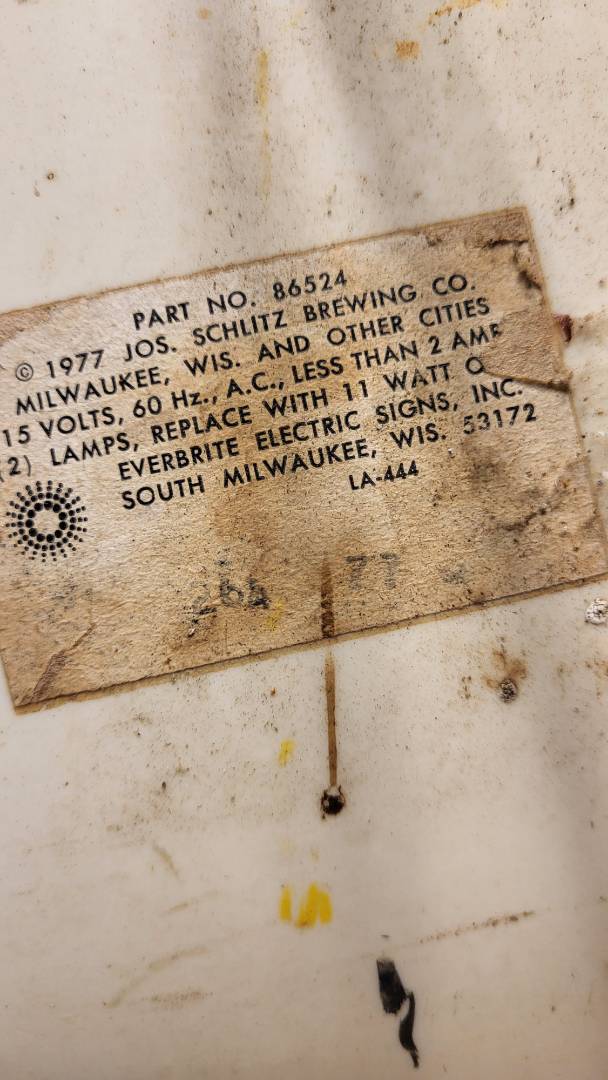 PART NO. 86524
© 1977 JOS. SCHLITZ BREWING CO.
MILWAUKEE, WIS. AND OTHER CITIES
15 VOLTS, 60 Hz., A.C., LESS THAN 2 AMP
(2) LAMPS, REPLACE WITH 11 WATT
EVERBRITE ELECTRIC SIGNS, INC.
SOUTH MILWAUKEE, WIS. 53172
LA-444
77